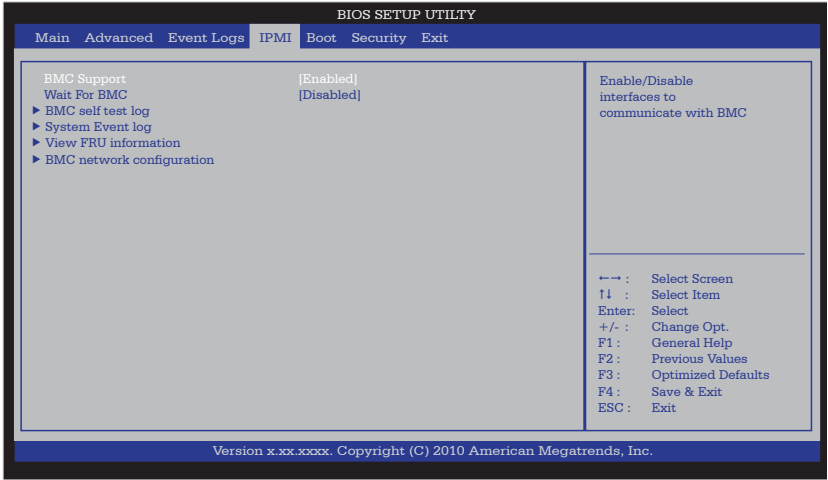 BIOS SETUP UTILTY
Main Advanced Event Logs IPMI Boot Security Exit
BMC Support [Enabled]
Wait For BMC [Disabled]
▶ BMC self test log
▶ System Event log
▶ View FRU information
▶ BMC network configuration
Enable/Disable
interfaces to
communicate with BMC
←→ : Select Screen
↑↓ : Select Item
Enter: Select
+/- : Change Opt.
F1 : General Help
F2 : Previous Values
F3 : Optimized Defaults
F4 : Save & Exit
ESC : Exit
Version x.xx.xxxx. Copyright (C) 2010 American Megatrends, Inc.